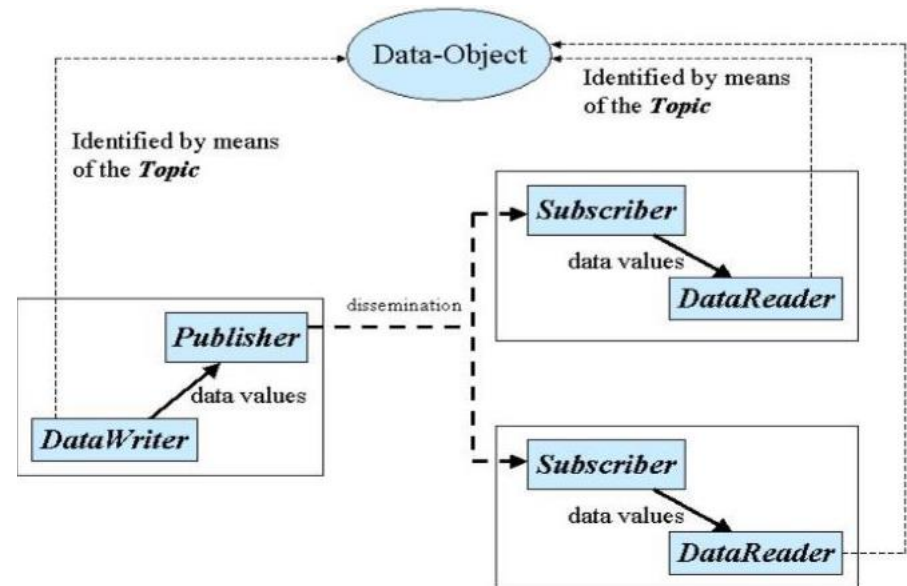 Data-Object
Identified by means
of the Topic
Identified by means
of the Topic
Subscriber
data values
DataReader
dissemination
Publisher
data values
DataWriter
Subscriber
data values
DataReader